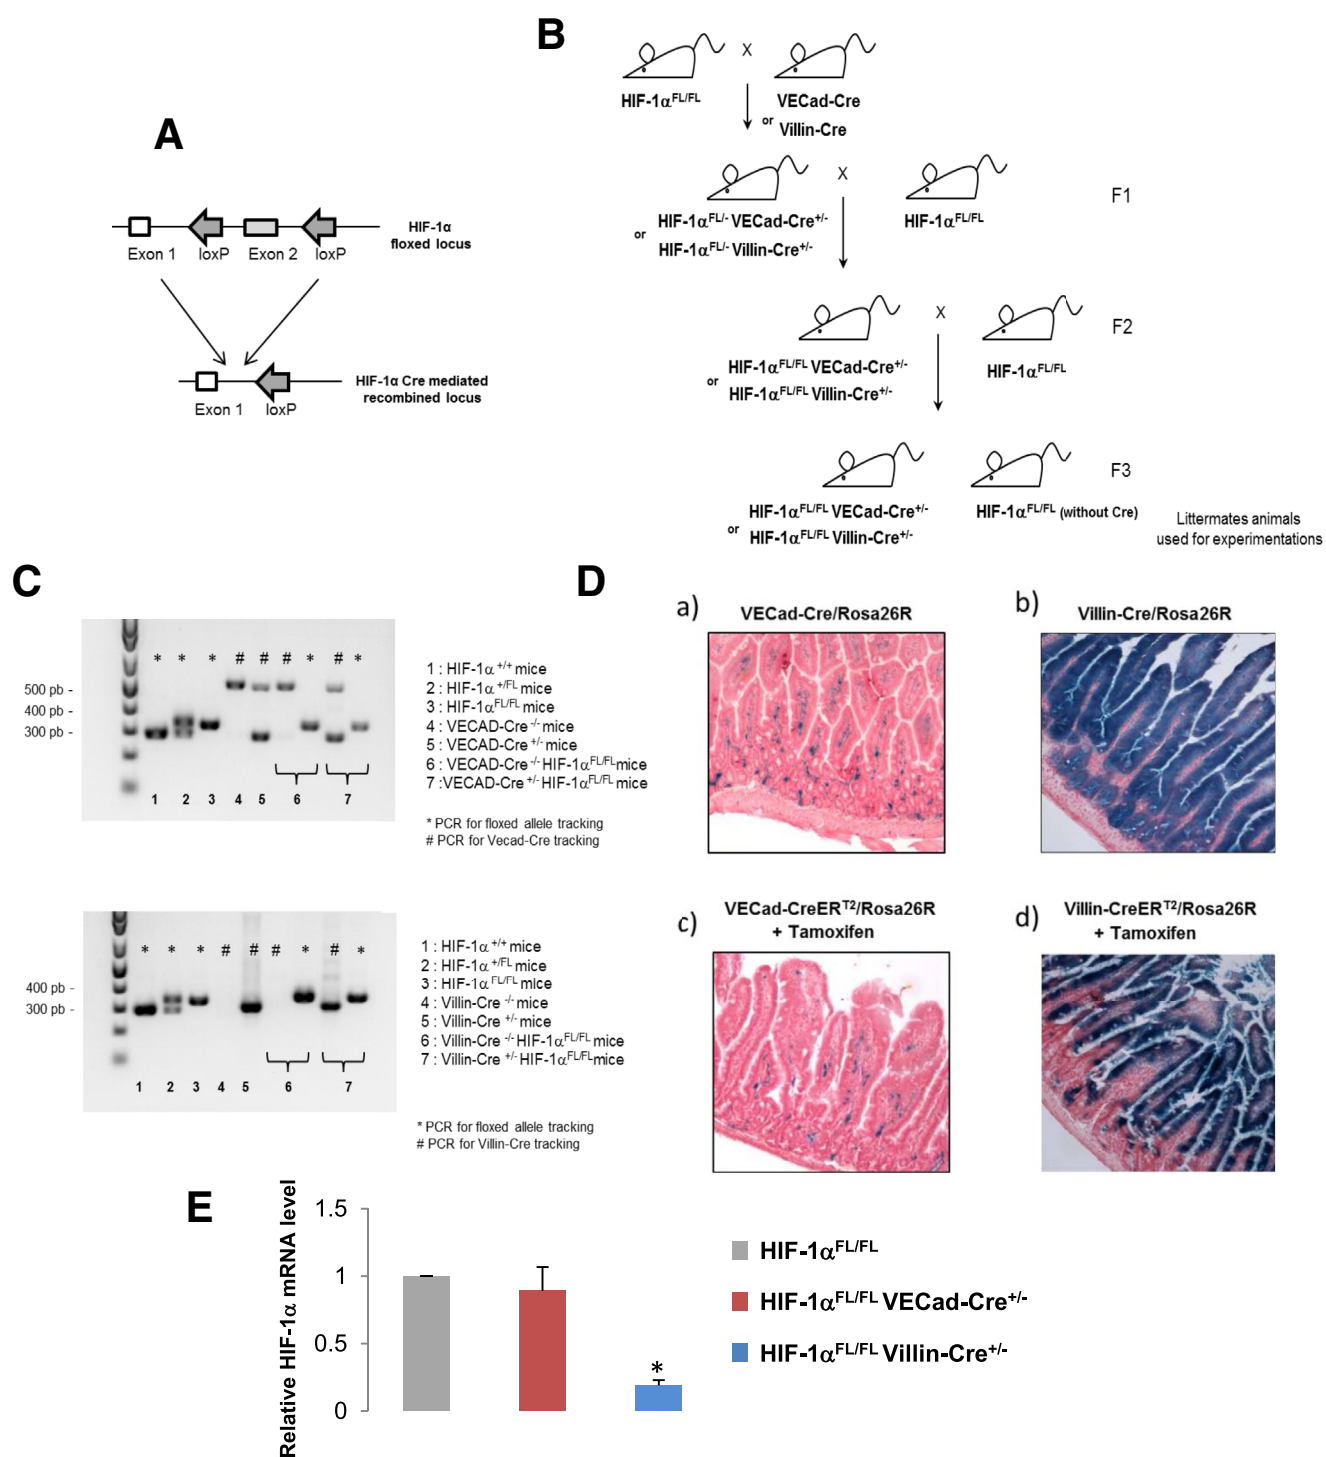 A
HIF-1α
floxed locus
Exon 1 loxP Exon 2 loxP
HIF-1α Cre mediated
recombined locus
Exon 1 loxP
B
X
HIF-1αFL/FL
VECad-Cre
or
Villin-Cre
X
F1
HIF-1αFL/- VECad-Cre+/-
or
HIF-1αFL/- Villin-Cre+/-
HIF-1αFL/FL
X
F2
HIF-1αFL/FL VECad-Cre+/-
or
HIF-1αFL/FL Villin-Cre+/-
HIF-1αFL/FL
F3
HIF-1αFL/FL VECad-Cre+/-
or
HIF-1αFL/FL Villin-Cre+/-
HIF-1αFL/FL (without Cre)
Littermates animals
used for experimentations
C
* * * # # # * # *
500 pb -
400 pb -
300 pb -
1 2 3 4 5 6 7
1 : HIF-1α +/+ mice
2 : HIF-1α +/FL mice
3 : HIF-1αFL/FL mice
4 : VECAD-Cre -/- mice
5 : VECAD-Cre +/- mice
6 : VECAD-Cre -/- HIF-1αFL/FL mice
7 : VECAD-Cre +/- HIF-1αFL/FL mice
* PCR for floxed allele tracking
# PCR for Vecad-Cre tracking
* * * # # # * # *
400 pb -
300 pb -
1 2 3 4 5 6 7
1 : HIF-1α +/+ mice
2 : HIF-1α +/FL mice
3 : HIF-1α FL/FL mice
4 : Villin-Cre -/- mice
5 : Villin-Cre +/- mice
6 : Villin-Cre -/- HIF-1αFL/FL mice
7 : Villin-Cre +/- HIF-1αFL/FL mice
* PCR for floxed allele tracking
# PCR for Villin-Cre tracking
D
a)
VECad-Cre/Rosa26R
b)
Villin-Cre/Rosa26R
c)
VECad-CreERT2/Rosa26R
+ Tamoxifen
d)
Villin-CreERT2/Rosa26R
+ Tamoxifen
E
Relative HIF-1α mRNA level
1.5
1
0.5
0
*
HIF-1αFL/FL
HIF-1αFL/FL VECad-Cre+/-
HIF-1αFL/FL Villin-Cre+/-